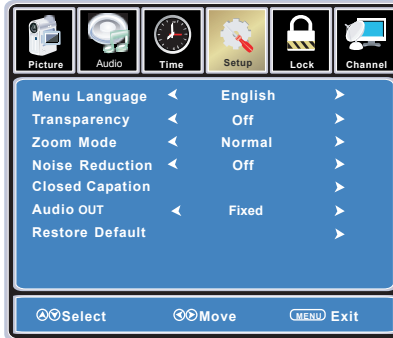 Picture Audio Time Setup Lock Channel
Menu Language English
Transparency Off
Zoom Mode Normal
Noise Reduction Off
Closed Capation
Audio OUT Fixed
Restore Default
Select Move MENU Exit